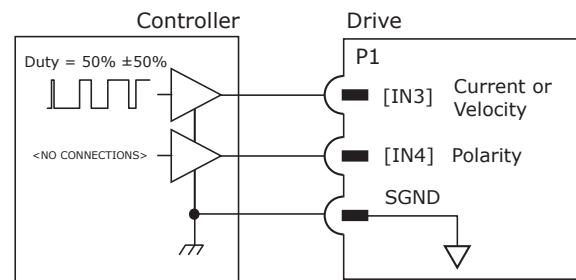 Controller
Drive
P1
Duty = 50% ±50%
[IN3] Current or
Velocity
<NO CONNECTIONS>
[IN4] Polarity
SGND